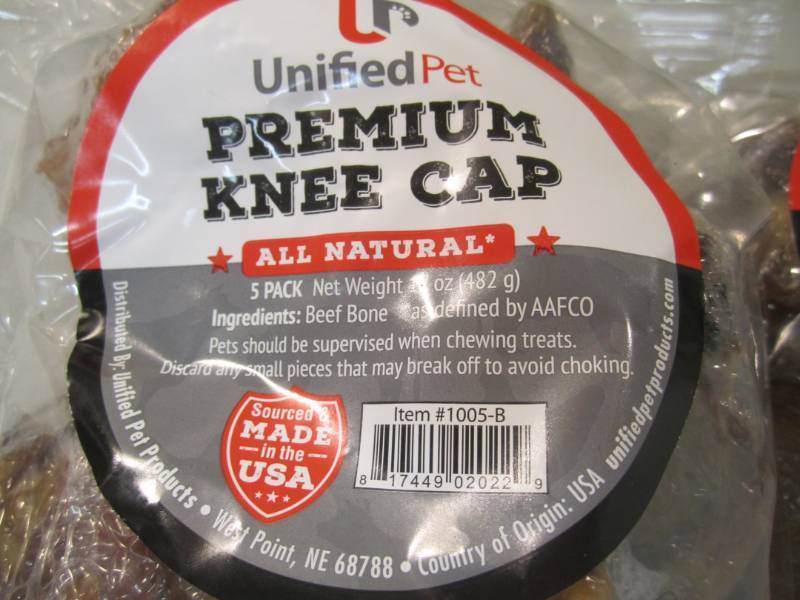 Unified Pet
PREMIUM
KNEE CAP
ALL NATURAL*
5 PACK Net Weight oz (482 g)
Ingredients: Beef Bone as defined by AAFCO
Pets should be supervised when chewing treats.
Discard any small pieces that may break off to avoid choking.
Sourced &
MADE
in the
USA
Item #1005-B
8 17449 02022 9
Distributed By: Unified Pet Products • West Point, NE 68788 • Country of Origin: USA unifiedpetproducts.com